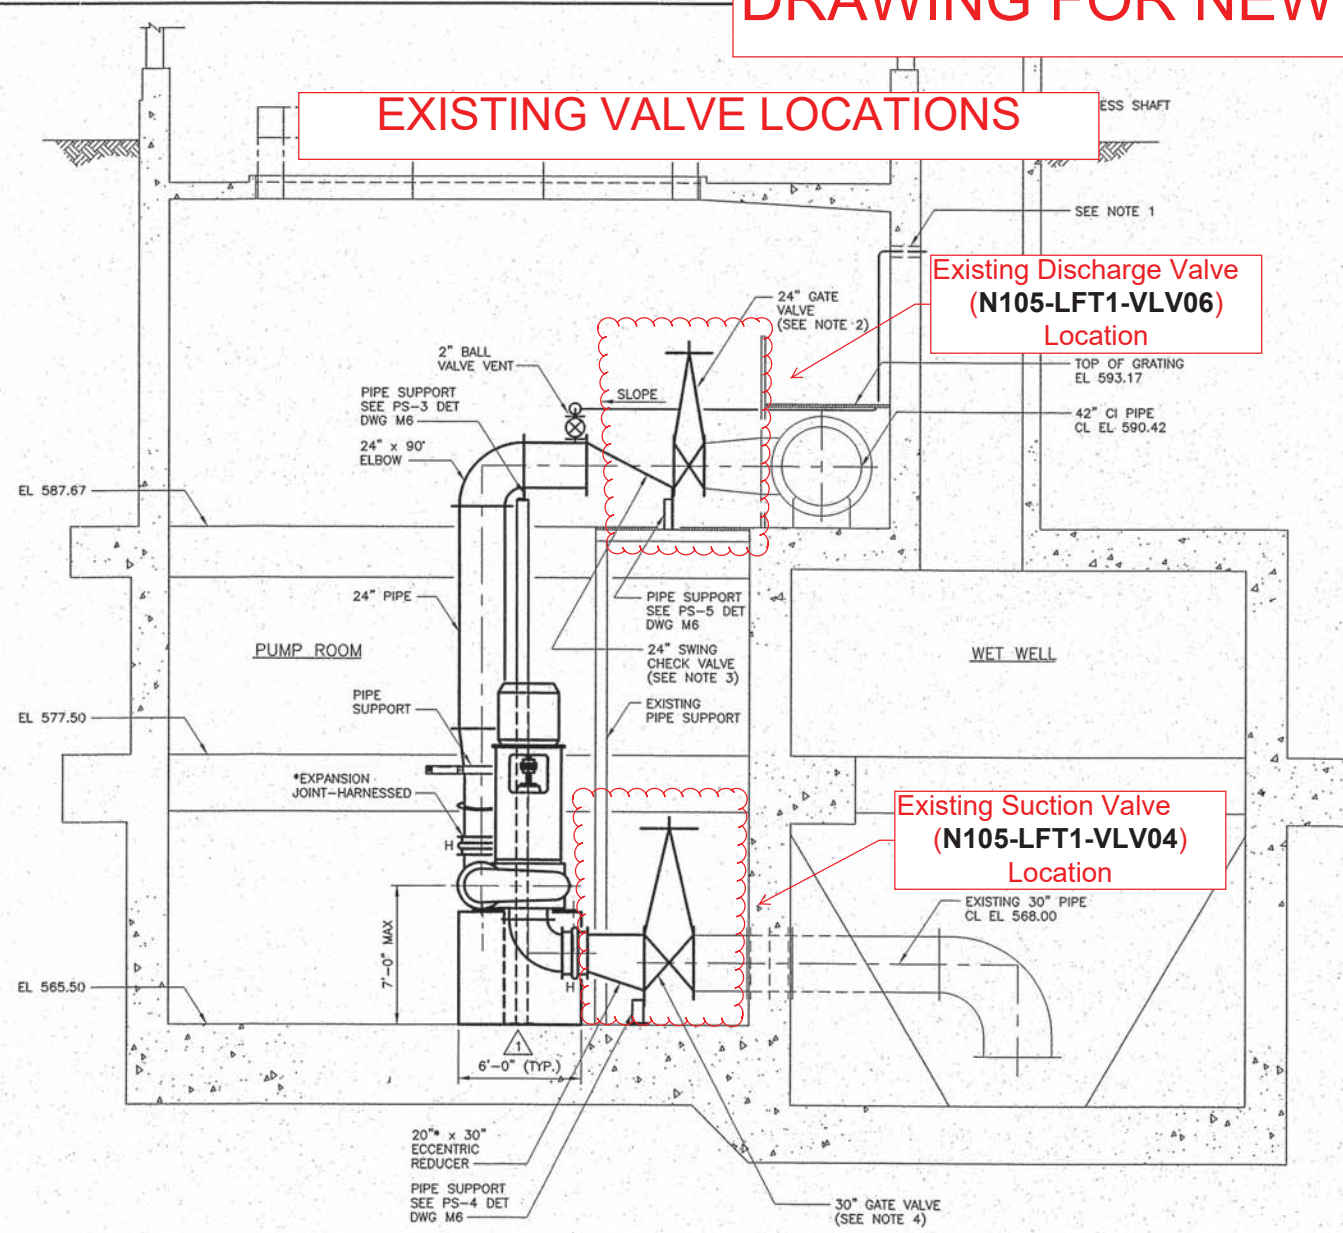 DRAWING FOR NEW
EXISTING VALVE LOCATIONS
ESS SHAFT
SEE NOTE 1
Existing Discharge Valve
(N105-LFT1-VLV06)
Location
24" GATE
VALVE
(SEE NOTE 2)
2" BALL
VALVE VENT
TOP OF GRATING
EL 593.17
PIPE SUPPORT
SEE PS-3 DET
DWG M6
SLOPE
42" CI PIPE
CL EL 590.42
24" x 90°
ELBOW
EL 587.67
24" PIPE
PIPE SUPPORT
SEE PS-5 DET
DWG M6
PUMP ROOM
24" SWING
CHECK VALVE
(SEE NOTE 3)
WET WELL
PIPE
SUPPORT
EXISTING
PIPE SUPPORT
EL 577.50
*EXPANSION
JOINT-HARNESSED
H
Existing Suction Valve
(N105-LFT1-VLV04)
Location
EXISTING 30" PIPE
CL EL 568.00
7'-0" MAX
EL 565.50
H
1
6'-0" (TYP.)
20"* x 30"
ECCENTRIC
REDUCER
PIPE SUPPORT
SEE PS-4 DET
DWG M6
30" GATE VALVE
(SEE NOTE 4)